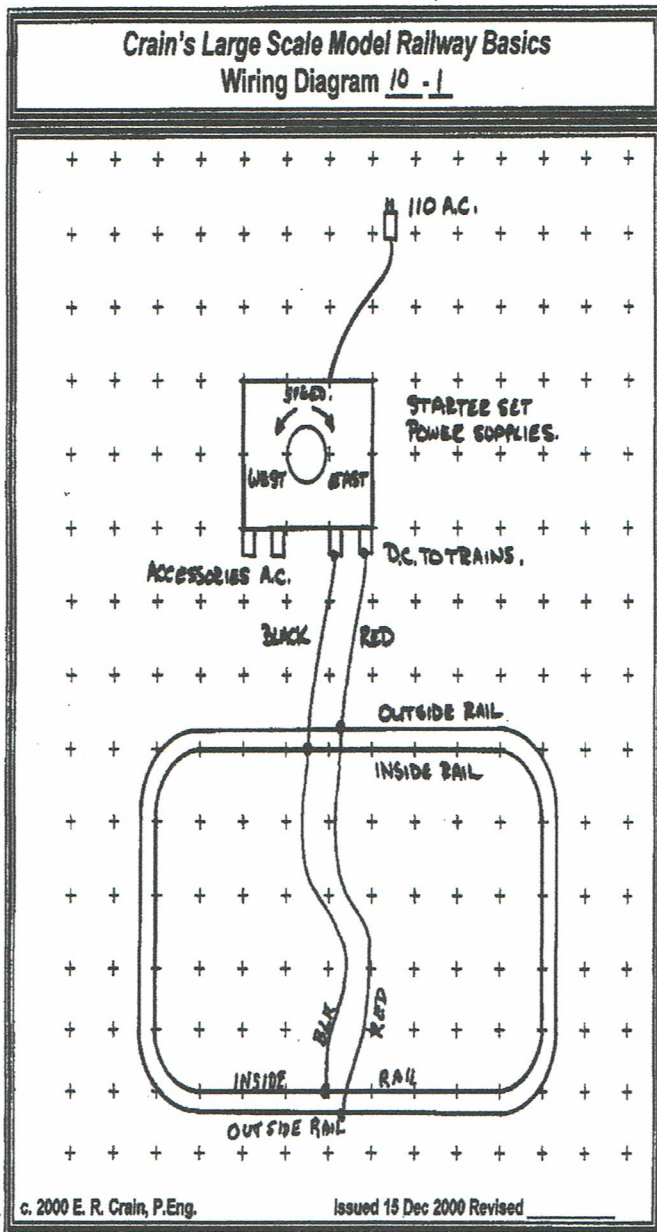 Crain's Large Scale Model Railway Basics
Wiring Diagram 10 - 1
110 A.C.
SPEED.
STARTER SET
POWER SUPPLIES.
WEST EAST
ACCESSORIES A.C.
D.C. TO TRAINS.
BLACK RED
OUTSIDE RAIL
INSIDE RAIL
BLK RED
INSIDE RAIL
OUTSIDE RAIL
c. 2000 E. R. Crain, P.Eng. Issued 15 Dec 2000 Revised